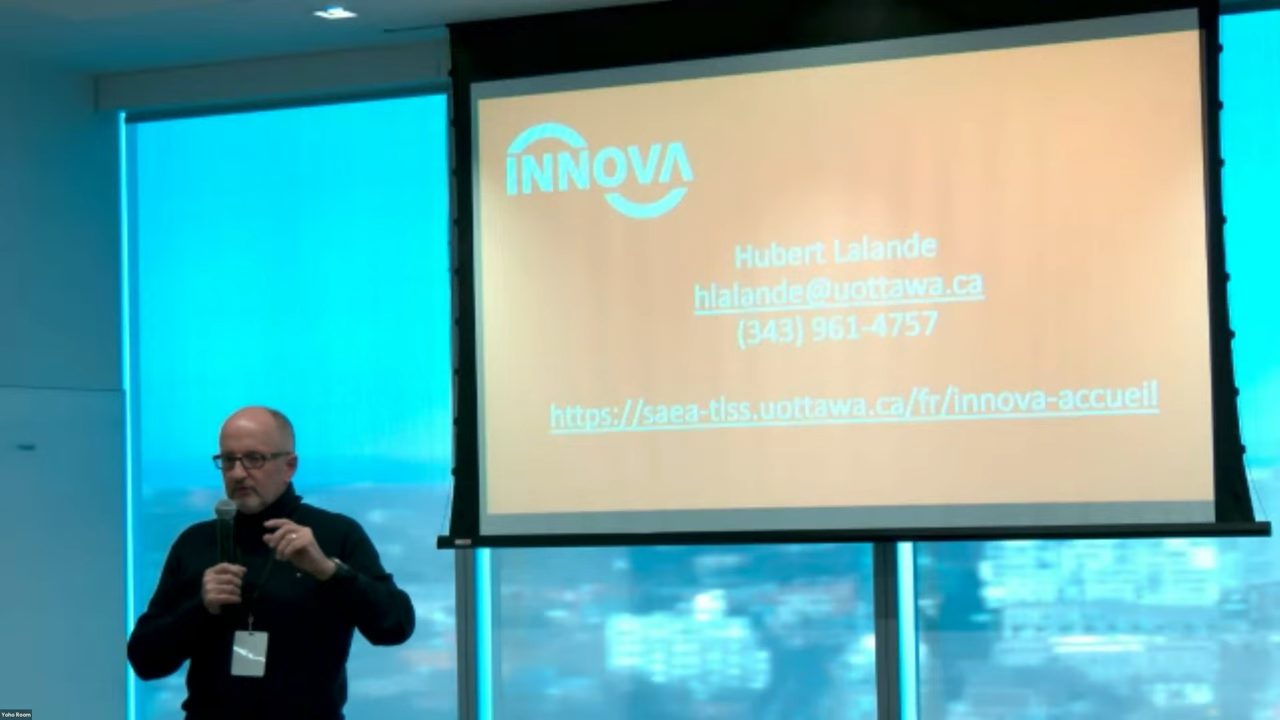 INNOVA
Hubert Lalande
hlalande@uottawa.ca
(343) 961-4757
https://saea-tlss.uottawa.ca/fr/innova-accueil
Yoho Room